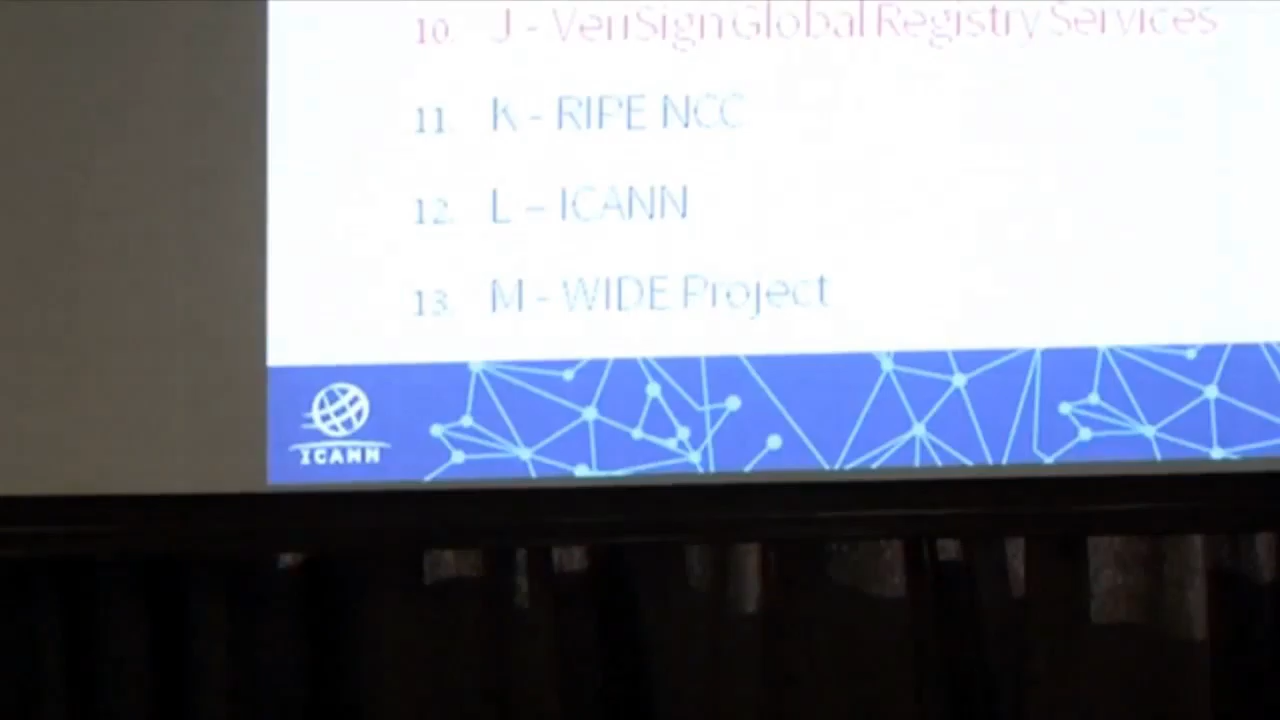 10. J - VeriSign Global Registry Services
11. K - RIPE NCC
12. L – ICANN
13. M - WIDE Project
ICANN